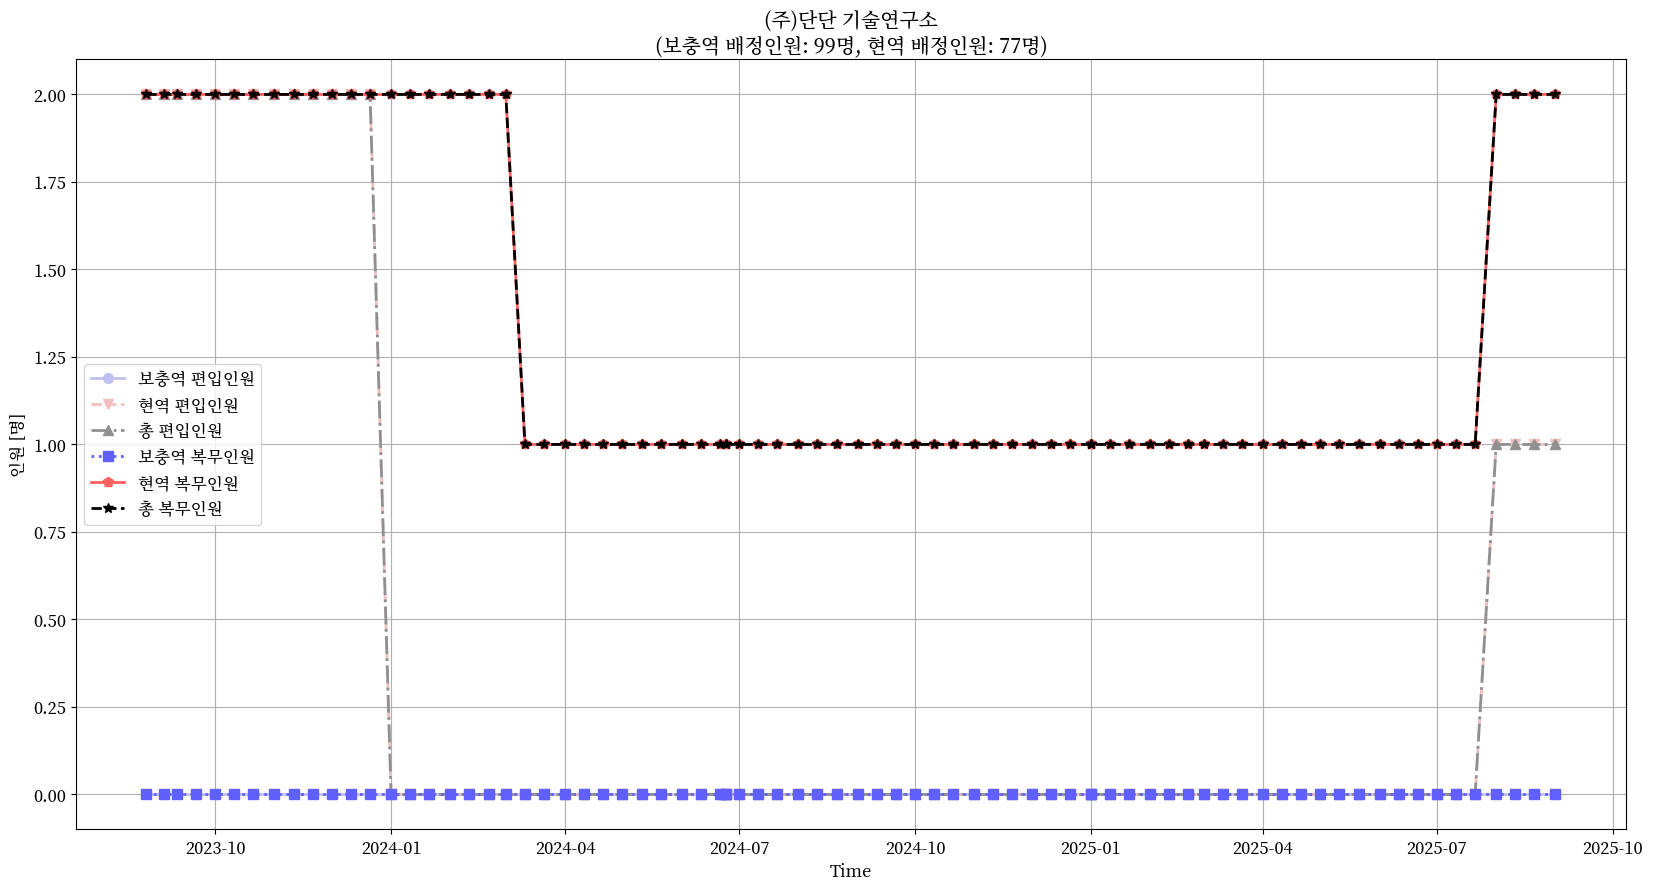 (주)단단 기술연구소
(보충역 배정인원: 99명, 현역 배정인원: 77명)
2.00
1.75
1.50
1.25
1.00
0.75
0.50
0.25
0.00
인원 [명]
보충역 편입인원
현역 편입인원
총 편입인원
보충역 복무인원
현역 복무인원
총 복무인원
2023-10
2024-01
2024-04
2024-07
2024-10
2025-01
2025-04
2025-07
2025-10
Time